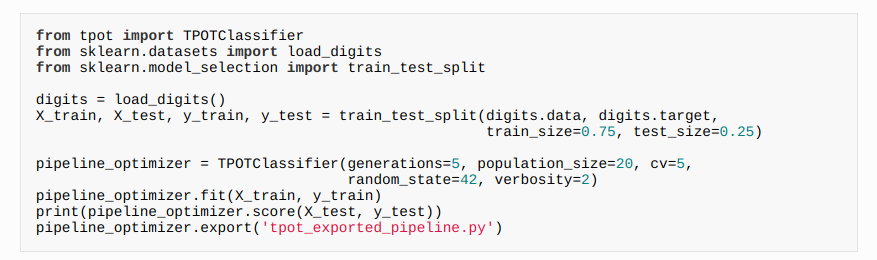 from tpot import TPOTClassifier
from sklearn.datasets import load_digits
from sklearn.model_selection import train_test_split

digits = load_digits()
X_train, X_test, y_train, y_test = train_test_split(digits.data, digits.target,
                                                    train_size=0.75, test_size=0.25)

pipeline_optimizer = TPOTClassifier(generations=5, population_size=20, cv=5,
                                    random_state=42, verbosity=2)
pipeline_optimizer.fit(X_train, y_train)
print(pipeline_optimizer.score(X_test, y_test))
pipeline_optimizer.export('tpot_exported_pipeline.py')